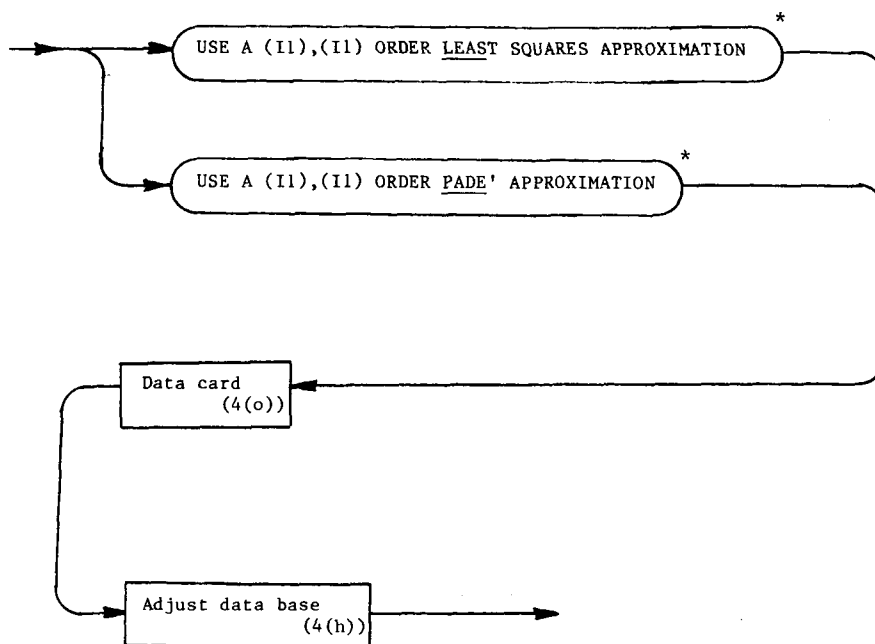 *
USE A (I1),(I1) ORDER LEAST SQUARES APPROXIMATION
*
USE A (I1),(I1) ORDER PADE' APPROXIMATION
Data card
(4(o))
Adjust data base
(4(h))